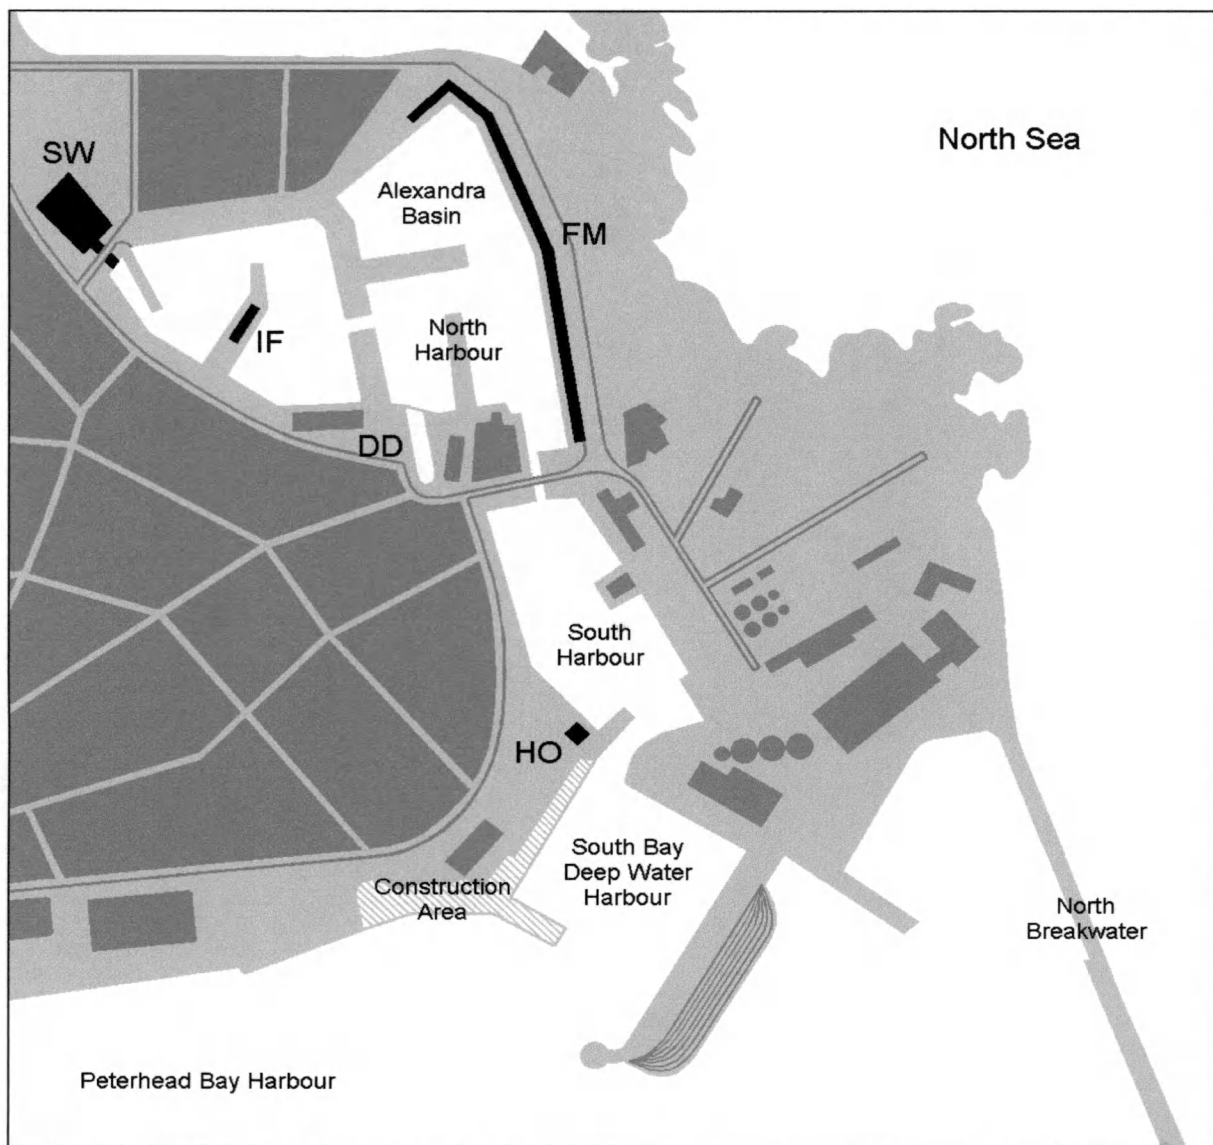 North Sea
SW
Alexandra
Basin
FM
North
Harbour
IF
DD
South
Harbour
HO
South Bay
Deep Water
Harbour
Construction
Area
North
Breakwater
Peterhead Bay Harbour